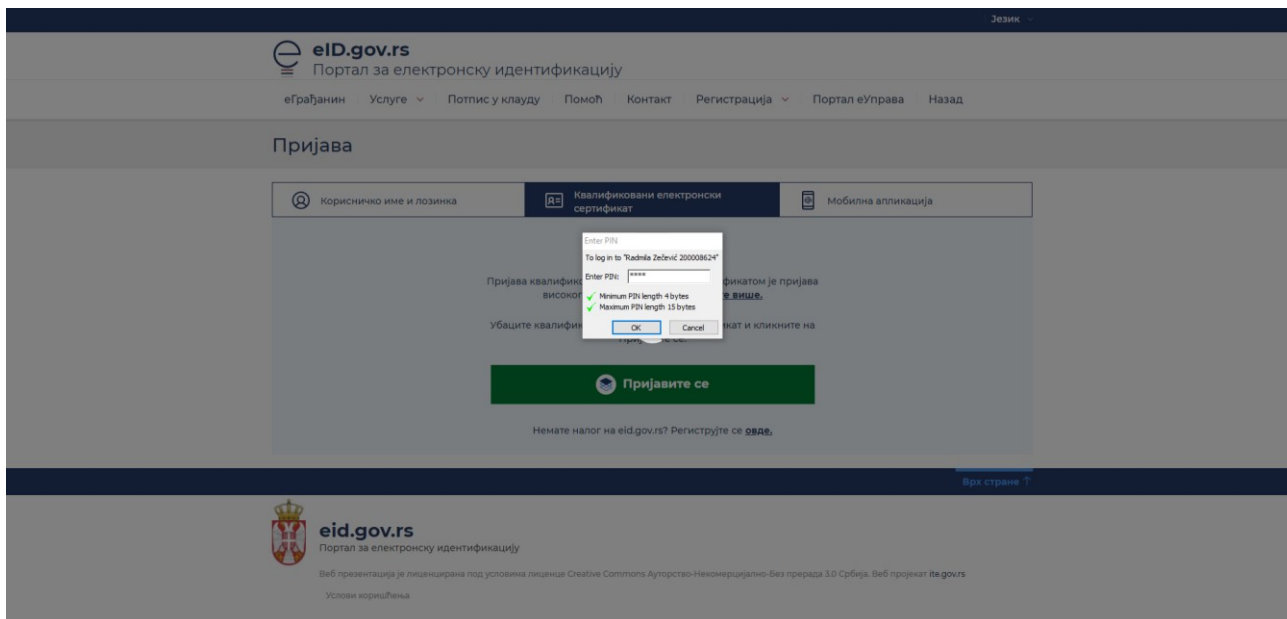 Језик
eID.gov.rs
Портал за електронску идентификацију
еГрађанин Услуге Потпис у клауду Помоћ Контакт Регистрација Портал еУправа Назад
Пријава
Корисничко име и лозинка
Квалификовани електронски
сертификат
Мобилна апликација
Enter PIN
To log in to "Radmila Zečević 200008624"
Enter PIN: ****
Minimum PIN length 4 bytes
Maximum PIN length 15 bytes
OK Cancel
Пријава је пријава
више.
Убаците и кликните на
Пријавите се
Немате налог на eid.gov.rs? Региструјте се овде.
Врх стране ↑
eid.gov.rs
Портал за електронску идентификацију
Веб презентација је лиценцирана под условима лиценце Creative Commons Ауторство-Некомерцијално-Без прерада 3.0 Србија. Веб пројекат ite.gov.rs
Услови коришћења